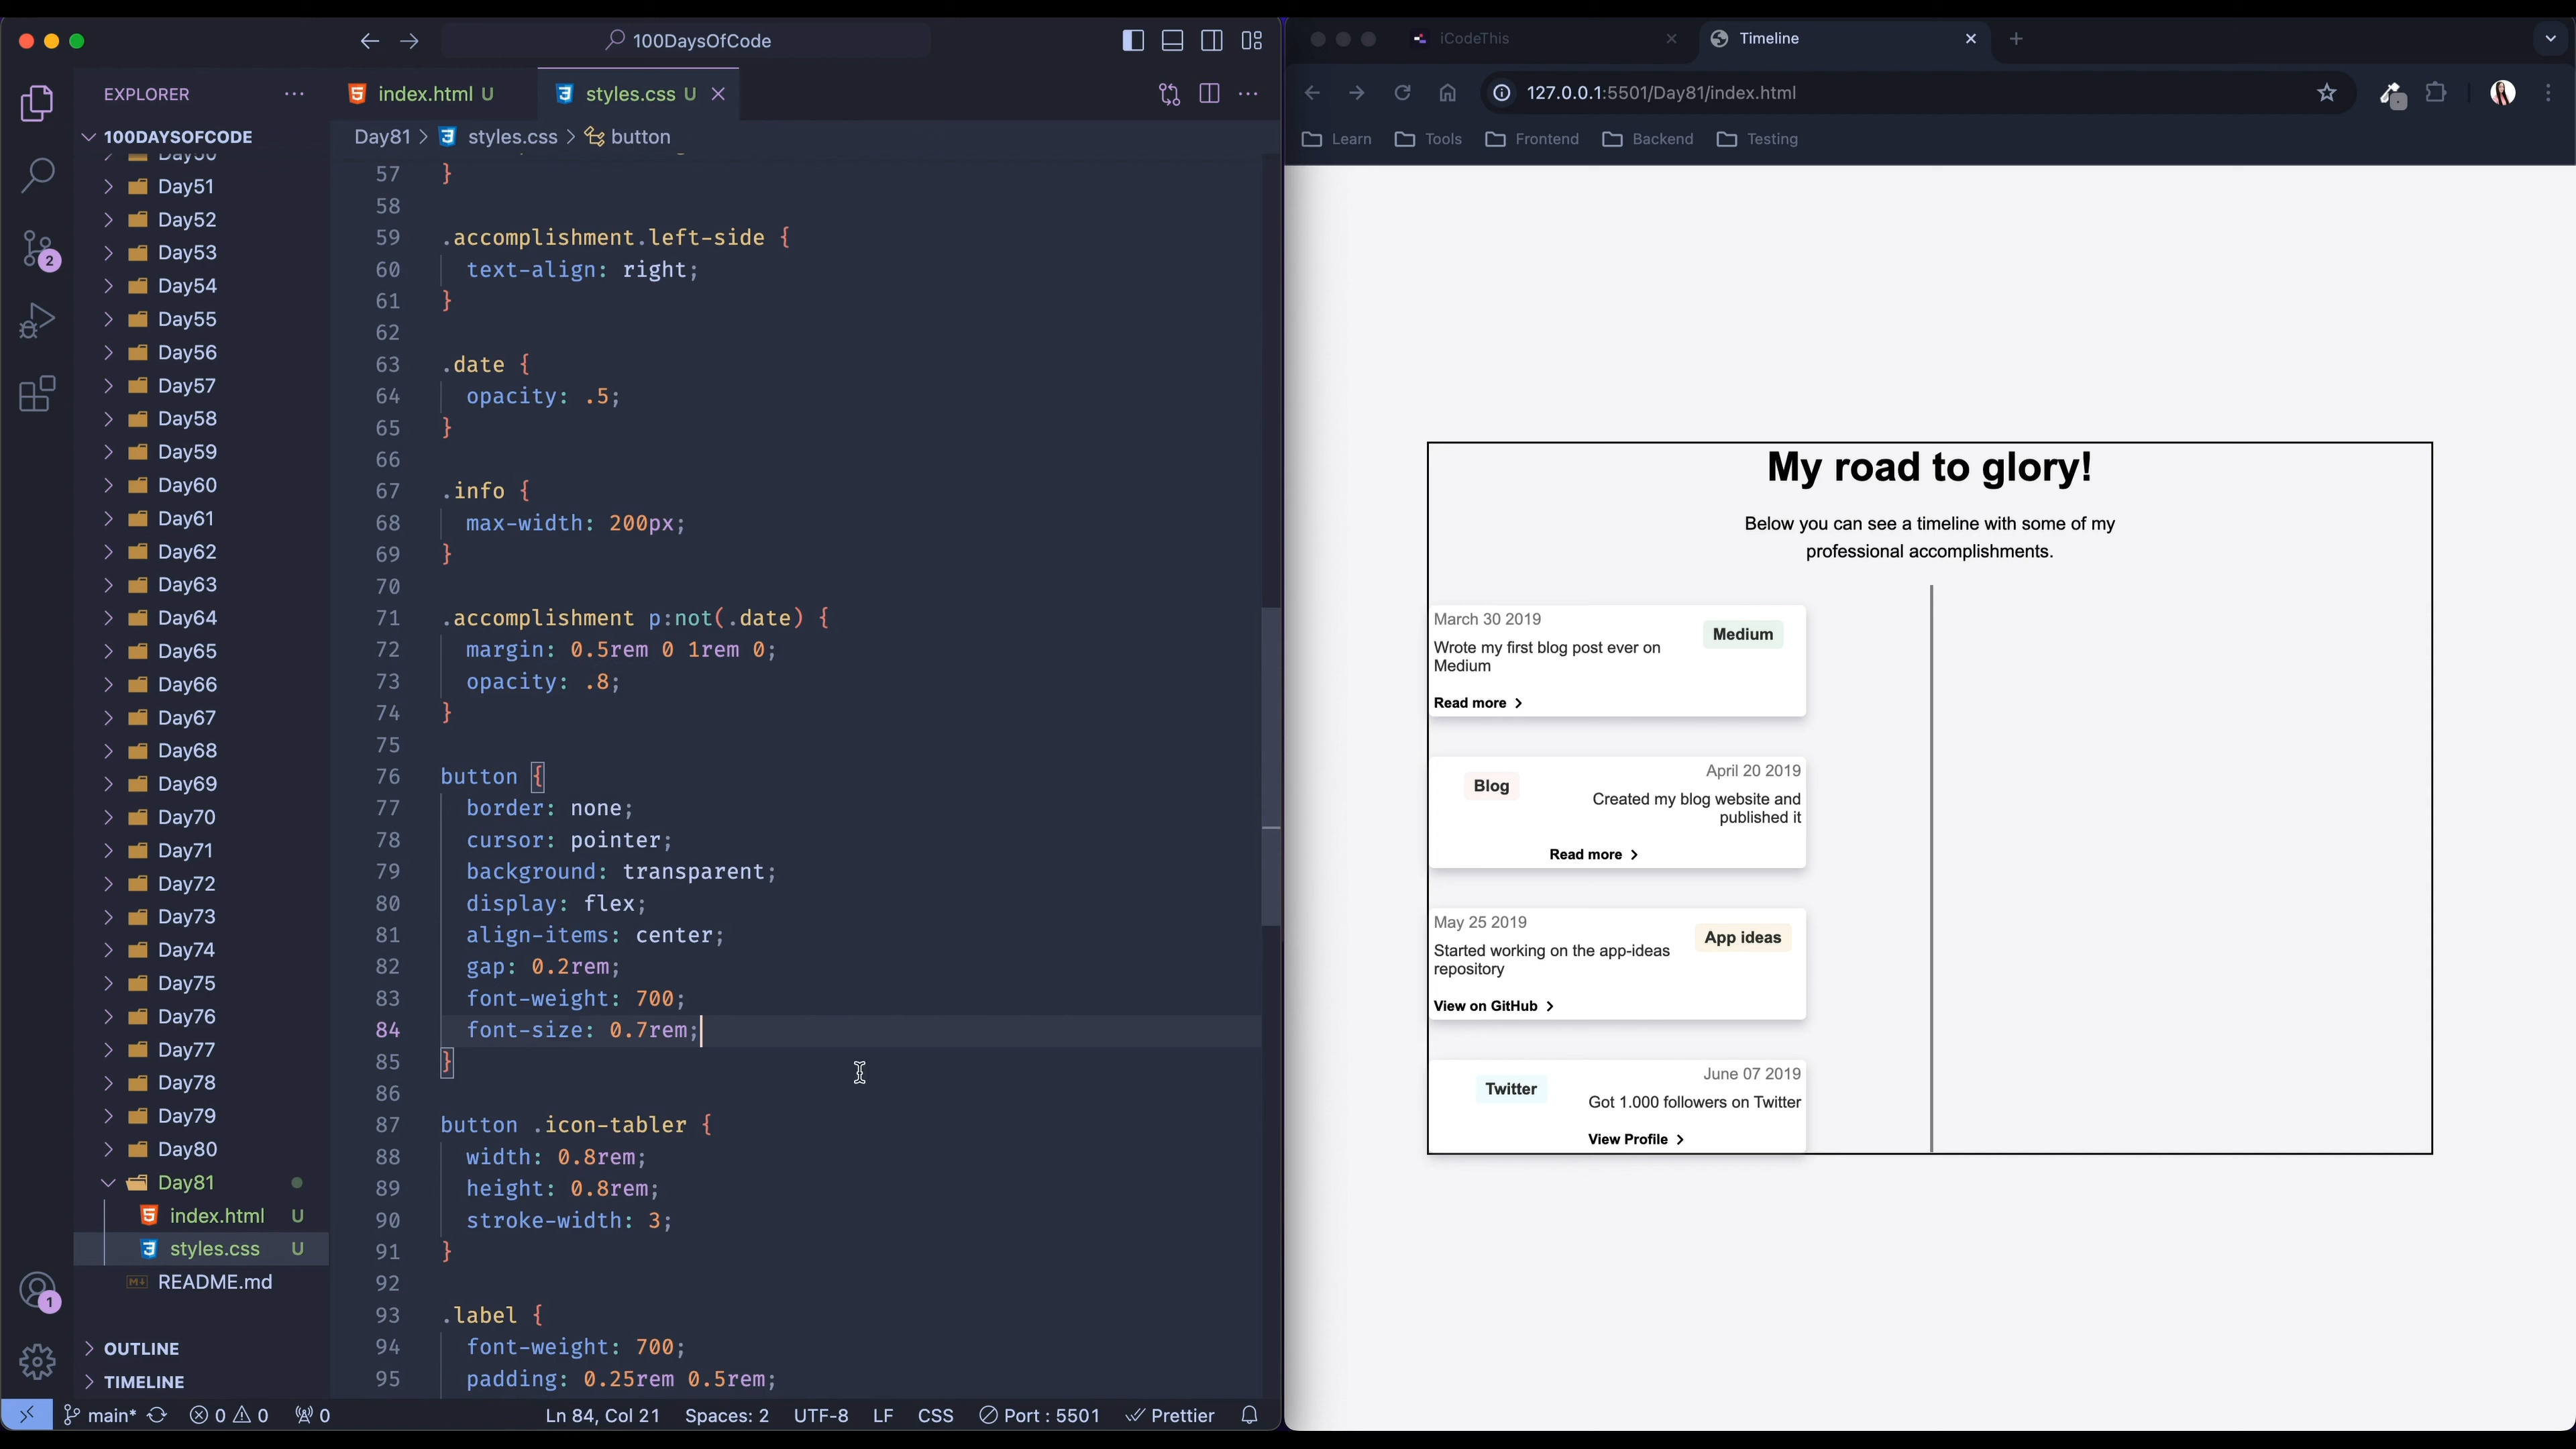 100DaysOfCode
EXPLORER
index.html U
styles.css U
100DAYSOFCODE
Day81 > styles.css > button
Day50
Day51
Day52
Day53
Day54
Day55
Day56
Day57
Day58
Day59
Day60
Day61
Day62
Day63
Day64
Day65
Day66
Day67
Day68
Day69
Day70
Day71
Day72
Day73
Day74
Day75
Day76
Day77
Day78
Day79
Day80
Day81
index.html U
styles.css U
README.md
OUTLINE
TIMELINE
2
1
57 }
58
59 .accomplishment.left-side {
60 text-align: right;
61 }
62
63 .date {
64 opacity: .5;
65 }
66
67 .info {
68 max-width: 200px;
69 }
70
71 .accomplishment p:not(.date) {
72 margin: 0.5rem 0 1rem 0;
73 opacity: .8;
74 }
75
76 button {
77 border: none;
78 cursor: pointer;
79 background: transparent;
80 display: flex;
81 align-items: center;
82 gap: 0.2rem;
83 font-weight: 700;
84 font-size: 0.7rem;
85 }
86
87 button .icon-tabler {
88 width: 0.8rem;
89 height: 0.8rem;
90 stroke-width: 3;
91 }
92
93 .label {
94 font-weight: 700;
95 padding: 0.25rem 0.5rem;
main* 0 0 0 Ln 84, Col 21 Spaces: 2 UTF-8 LF CSS Port : 5501 Prettier
iCodeThis
Timeline
127.0.0.1:5501/Day81/index.html
Learn Tools Frontend Backend Testing
My road to glory!
Below you can see a timeline with some of my
professional accomplishments.
March 30 2019
Medium
Wrote my first blog post ever on
Medium
Read more
April 20 2019
Blog
Created my blog website and
published it
Read more
May 25 2019
App ideas
Started working on the app-ideas
repository
View on GitHub
June 07 2019
Twitter
Got 1.000 followers on Twitter
View Profile